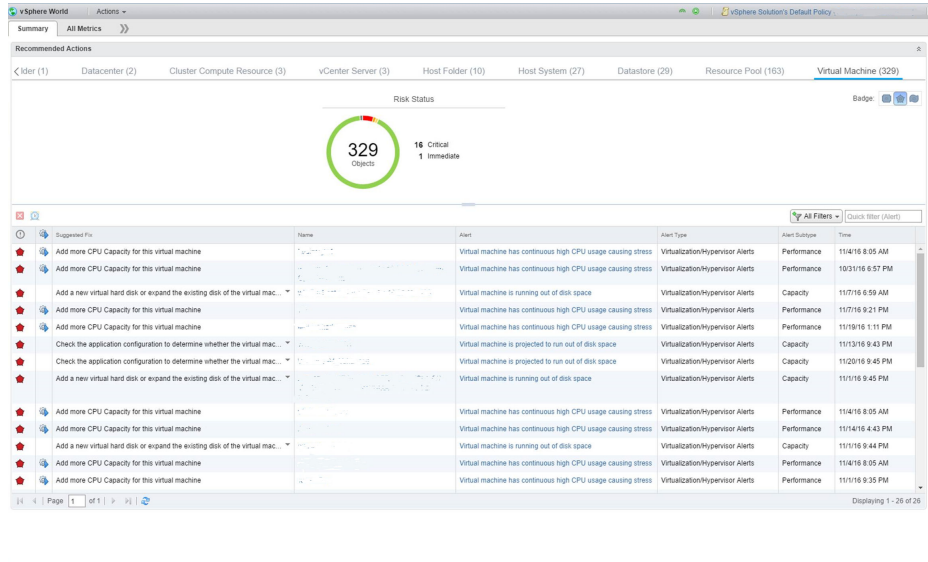 vSphere World Actions vSphere Solution's Default Policy
Summary All Metrics
Recommended Actions
lder (1) Datacenter (2) Cluster Compute Resource (3) vCenter Server (3) Host Folder (10) Host System (27) Datastore (29) Resource Pool (163) Virtual Machine (329)
Risk Status Badge:
329
Objects
16 Critical
1 Immediate
All Filters Quick filter (Alert)
Suggested Fix Name Alert Alert Type Alert Subtype Time
Add more CPU Capacity for this virtual machine Virtual machine has continuous high CPU usage causing stress Virtualization/Hypervisor Alerts Performance 11/4/16 8:05 AM
Add more CPU Capacity for this virtual machine Virtual machine has continuous high CPU usage causing stress Virtualization/Hypervisor Alerts Performance 10/31/16 6:57 PM
Add a new virtual hard disk or expand the existing disk of the virtual mac... Virtual machine is running out of disk space Virtualization/Hypervisor Alerts Capacity 11/7/16 6:59 AM
Add more CPU Capacity for this virtual machine Virtual machine has continuous high CPU usage causing stress Virtualization/Hypervisor Alerts Performance 11/7/16 9:21 PM
Add more CPU Capacity for this virtual machine Virtual machine has continuous high CPU usage causing stress Virtualization/Hypervisor Alerts Performance 11/19/16 1:11 PM
Check the application configuration to determine whether the virtual mac... Virtual machine is projected to run out of disk space Virtualization/Hypervisor Alerts Capacity 11/13/16 9:43 PM
Check the application configuration to determine whether the virtual mac... Virtual machine is projected to run out of disk space Virtualization/Hypervisor Alerts Capacity 11/20/16 9:45 PM
Add a new virtual hard disk or expand the existing disk of the virtual mac... Virtual machine is running out of disk space Virtualization/Hypervisor Alerts Capacity 11/1/16 9:45 PM
Add more CPU Capacity for this virtual machine Virtual machine has continuous high CPU usage causing stress Virtualization/Hypervisor Alerts Performance 11/4/16 8:05 AM
Add more CPU Capacity for this virtual machine Virtual machine has continuous high CPU usage causing stress Virtualization/Hypervisor Alerts Performance 11/14/16 4:43 PM
Add a new virtual hard disk or expand the existing disk of the virtual mac... Virtual machine is running out of disk space Virtualization/Hypervisor Alerts Capacity 11/1/16 9:44 PM
Add more CPU Capacity for this virtual machine Virtual machine has continuous high CPU usage causing stress Virtualization/Hypervisor Alerts Performance 11/4/16 8:05 AM
Add more CPU Capacity for this virtual machine Virtual machine has continuous high CPU usage causing stress Virtualization/Hypervisor Alerts Performance 11/1/16 9:35 PM
Page 1 of 1 Displaying 1 - 26 of 26